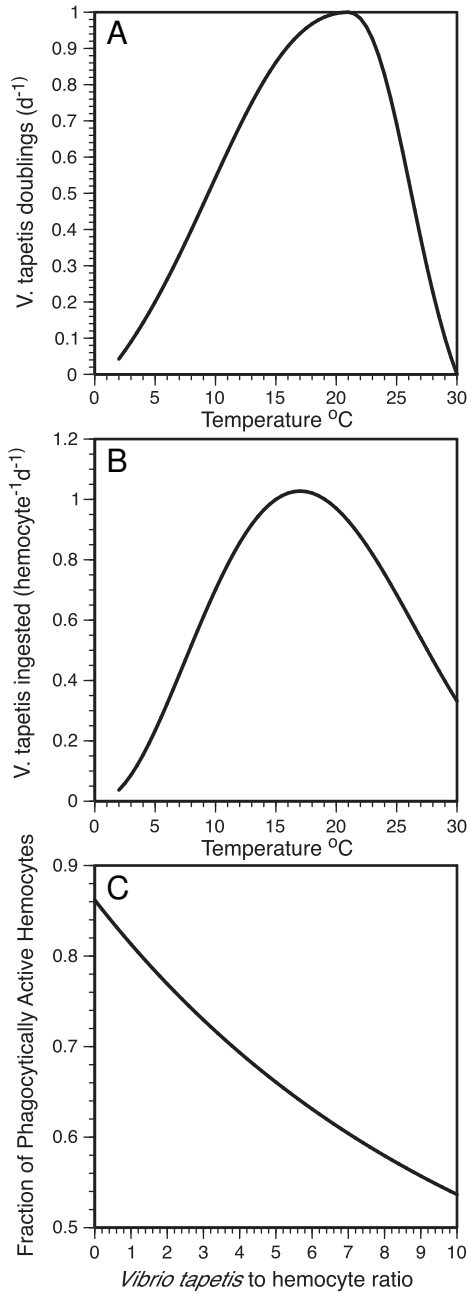 A
V. tapetis doublings (d-1)
1
0.9
0.8
0.7
0.6
0.5
0.4
0.3
0.2
0.1
0
0 5 10 15 20 25 30
Temperature oC
B
V. tapetis ingested (hemocyte-1d-1)
1.2
1
0.8
0.6
0.4
0.2
0
0 5 10 15 20 25 30
Temperature oC
C
Fraction of Phagocytically Active Hemocytes
0.9
0.8
0.7
0.6
0.5
0 1 2 3 4 5 6 7 8 9 10
Vibrio tapetis to hemocyte ratio